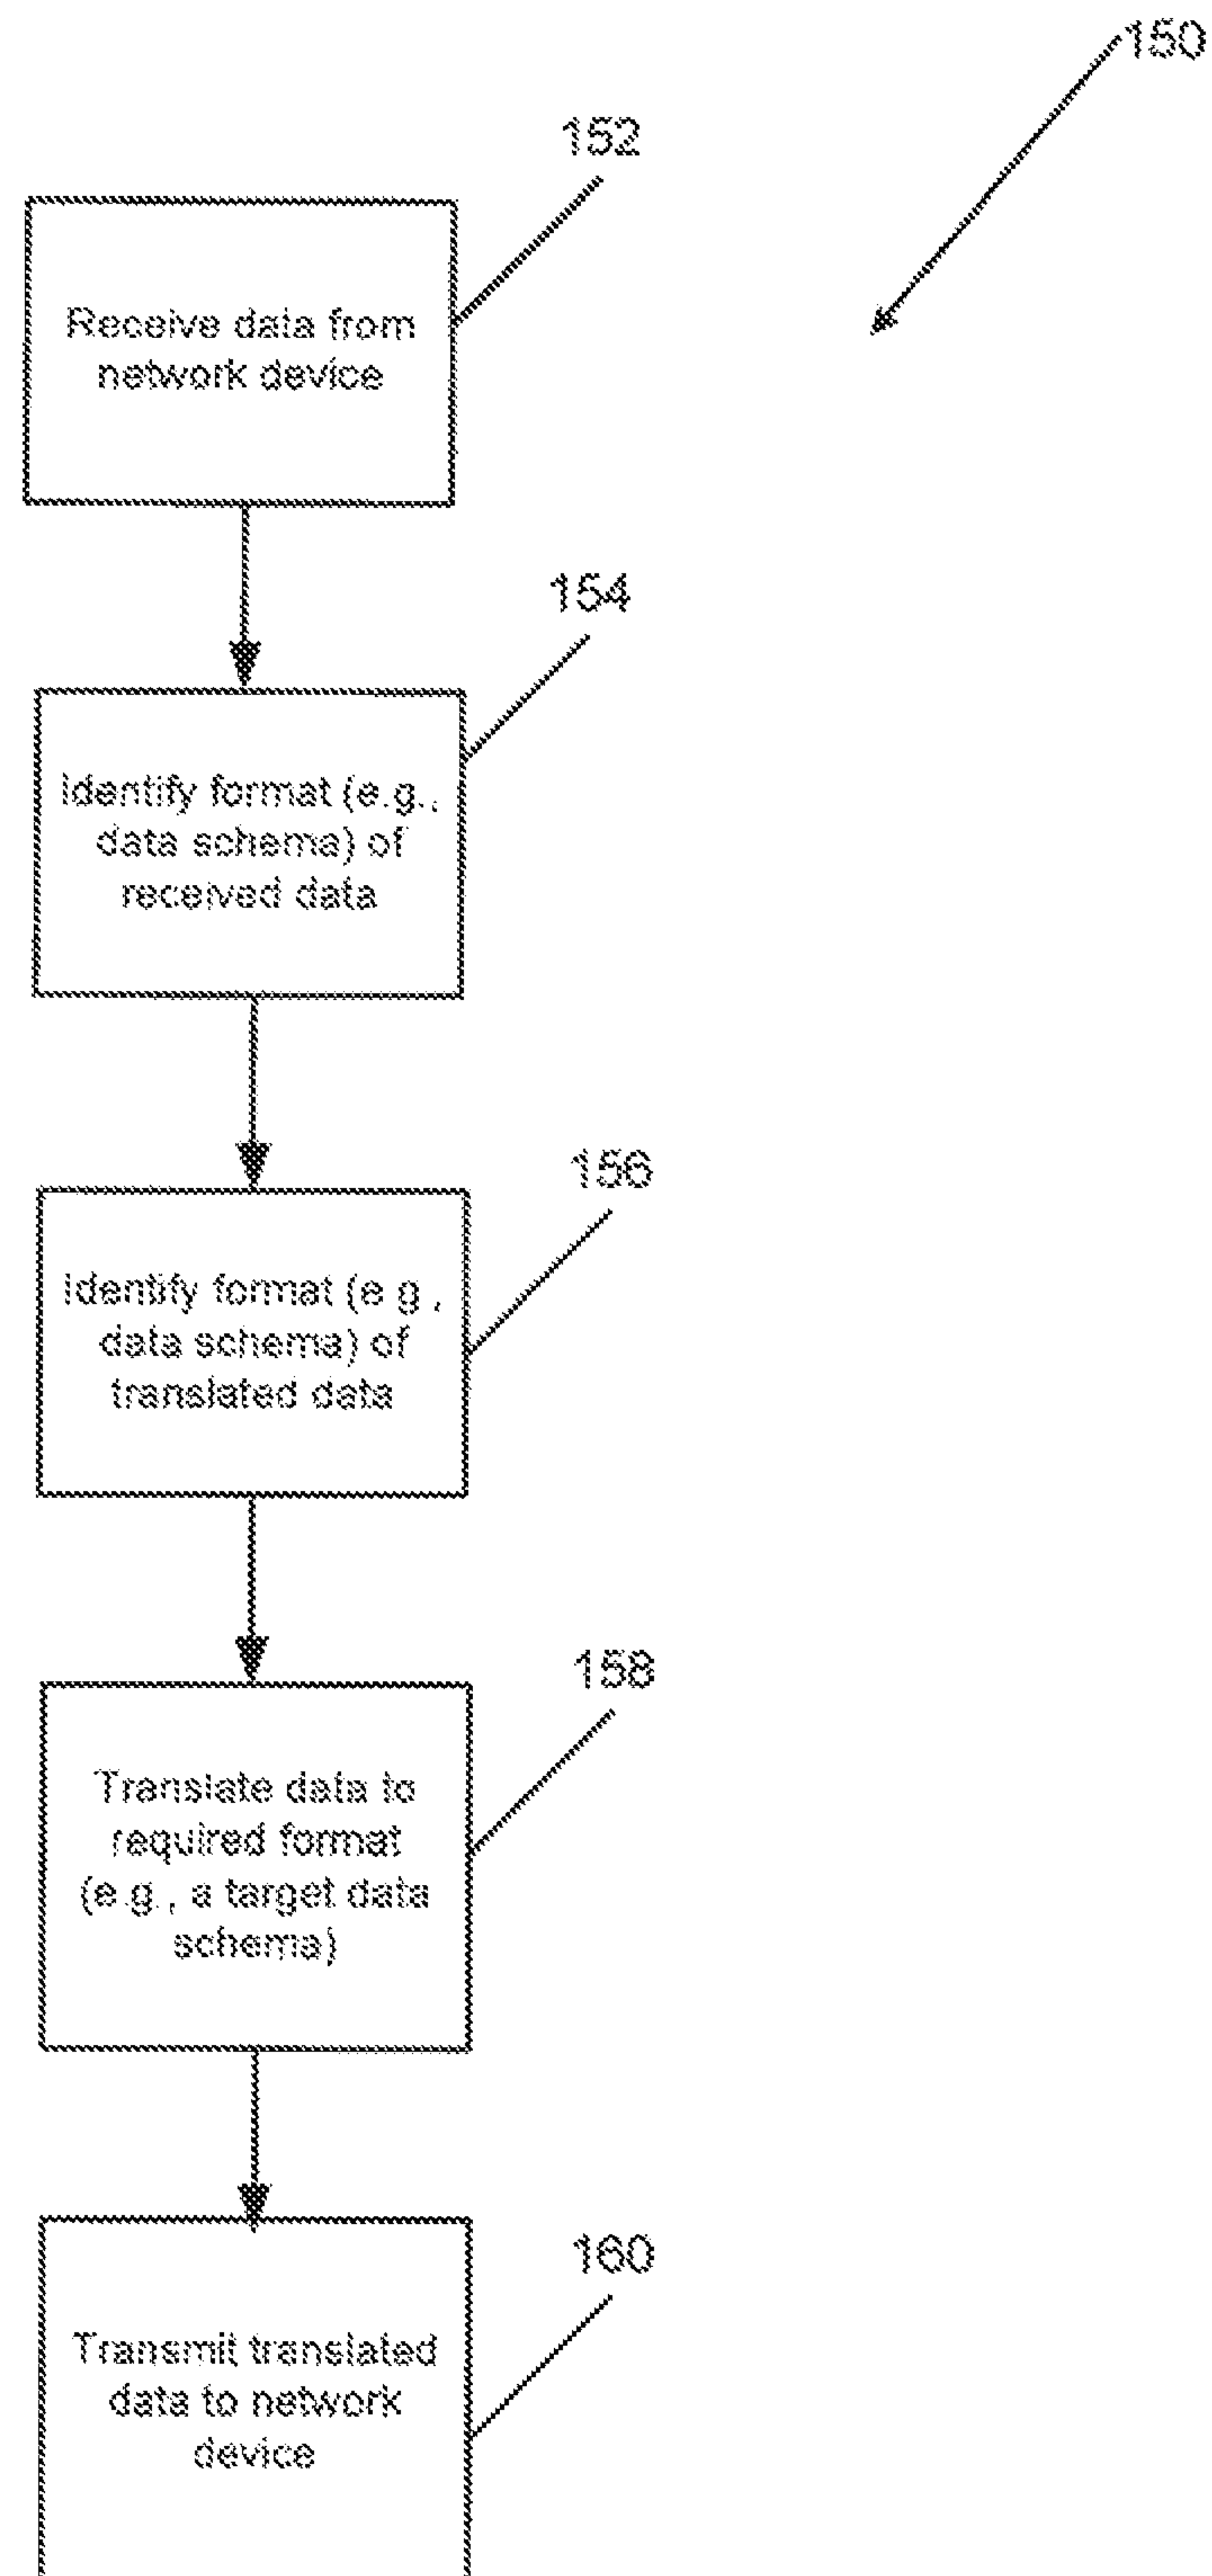 150
152
Receive data from
network device
154
Identify format (e.g.,
data schema) of
received data
156
Identify format (e.g.,
data schema) of
translated data
158
Translate data to
required format
(e.g., a target data
schema)
160
Transmit translated
data to network
device